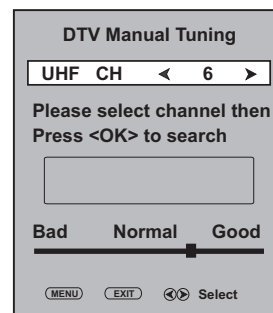 DTV Manual Tuning
UHF CH < 6 >
Please select channel then
Press <OK> to search
Bad Normal Good
MENU EXIT Select